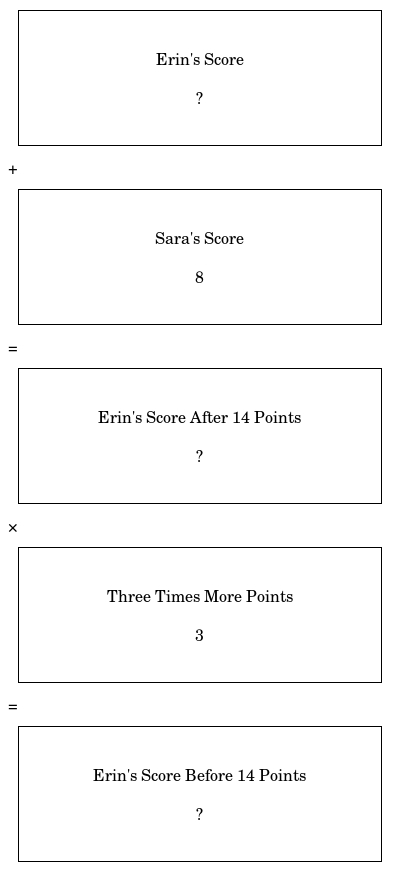 Erin's Score
?
+
Sara's Score
8
=
Erin's Score After 14 Points
?
×
Three Times More Points
3
=
Erin's Score Before 14 Points
?